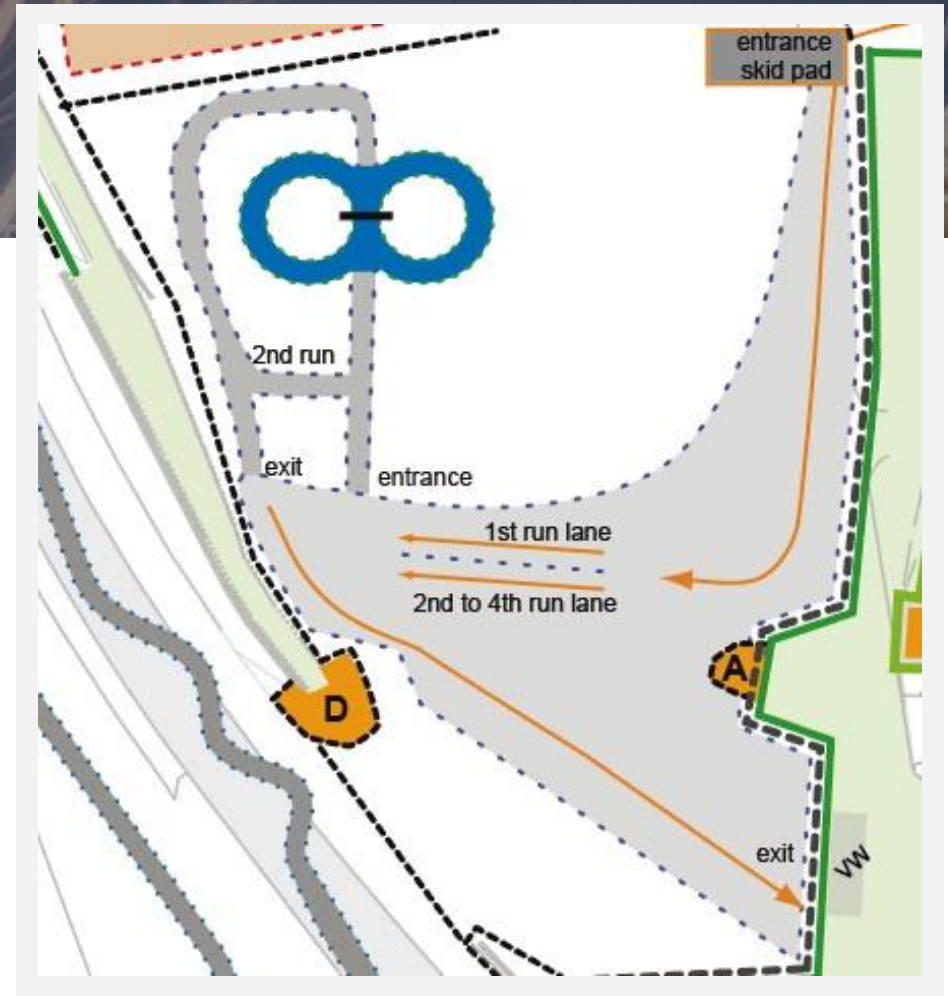 entrance
skid pad
2nd run
exit
entrance
1st run lane
2nd to 4th run lane
A
D
exit
VW